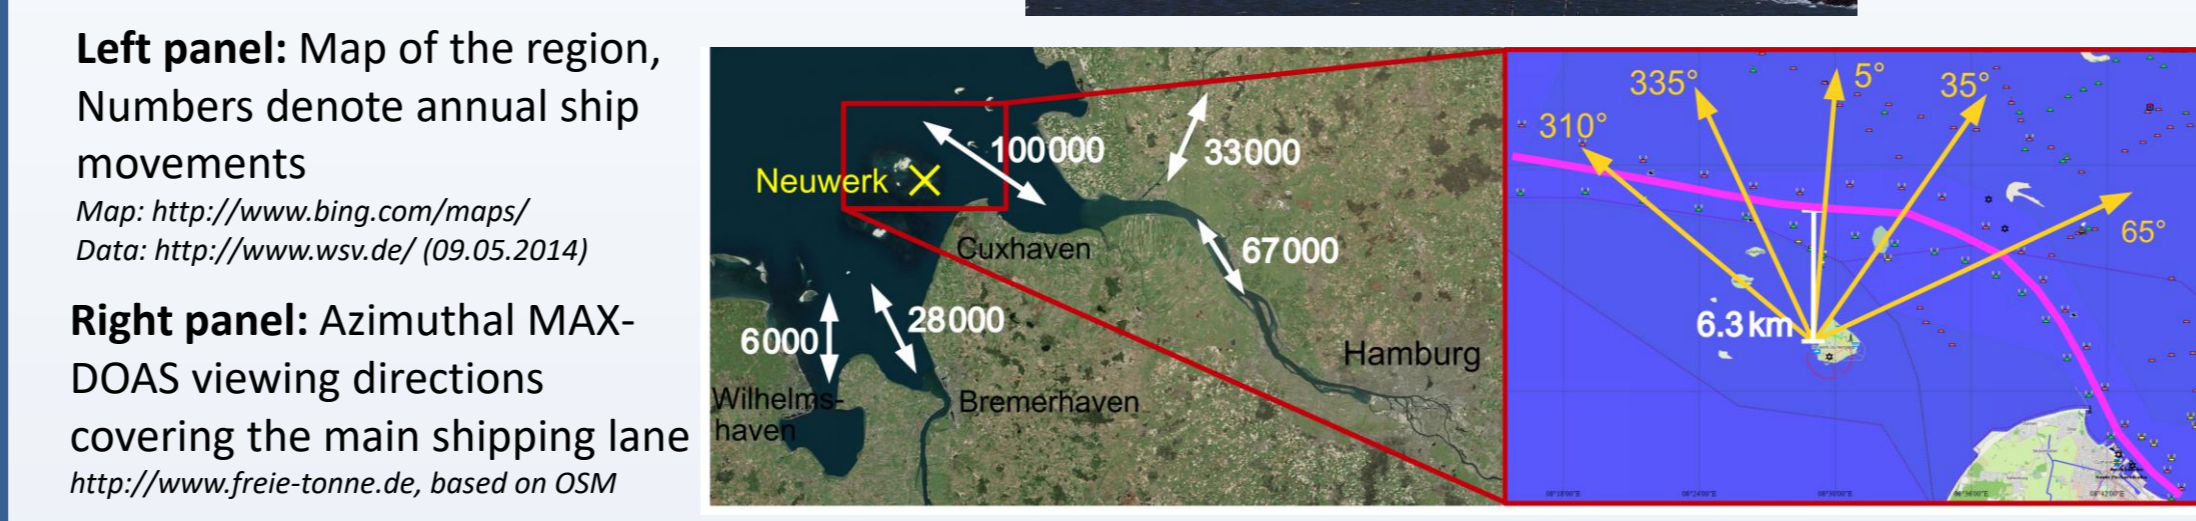 Left panel: Map of the region,
Numbers denote annual ship
movements
Map: http://www.bing.com/maps/
Data: http://www.wsv.de/ (09.05.2014)
Right panel: Azimuthal MAX-
DOAS viewing directions
covering the main shipping lane
http://www.freie-tonne.de, based on OSM
100000
33000
Neuwerk
Cuxhaven
67000
28000
6000
Hamburg
Wilhelms-
haven
Bremerhaven
335°
5°
35°
310°
65°
6.3 km